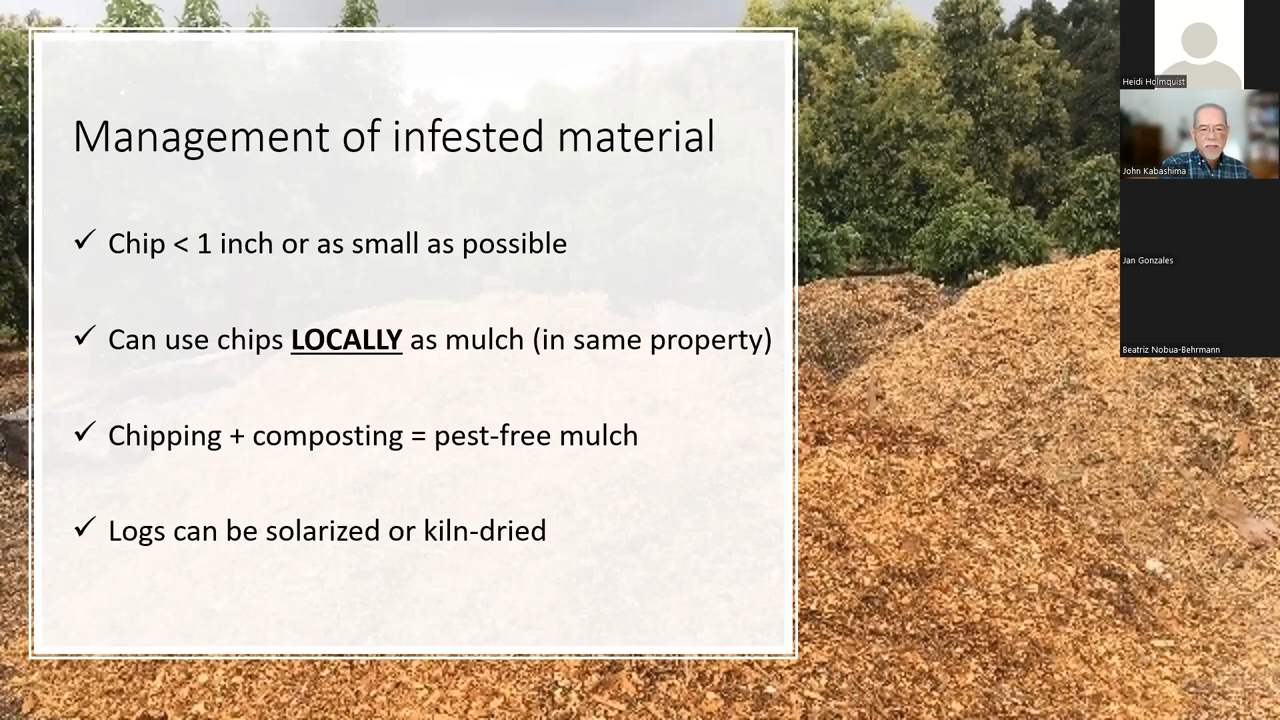 Management of infested material
✓ Chip < 1 inch or as small as possible
✓ Can use chips LOCALLY as mulch (in same property)
✓ Chipping + composting = pest-free mulch
✓ Logs can be solarized or kiln-dried
Heidi Holmquist
John Kabashima
Jan Gonzales
Beatriz Nobua-Behrmann